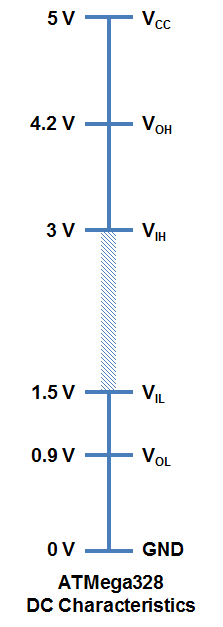 5 V VCC
4.2 V VOH
3 V VIH
1.5 V VIL
0.9 V VOL
0 V GND
ATMega328
DC Characteristics